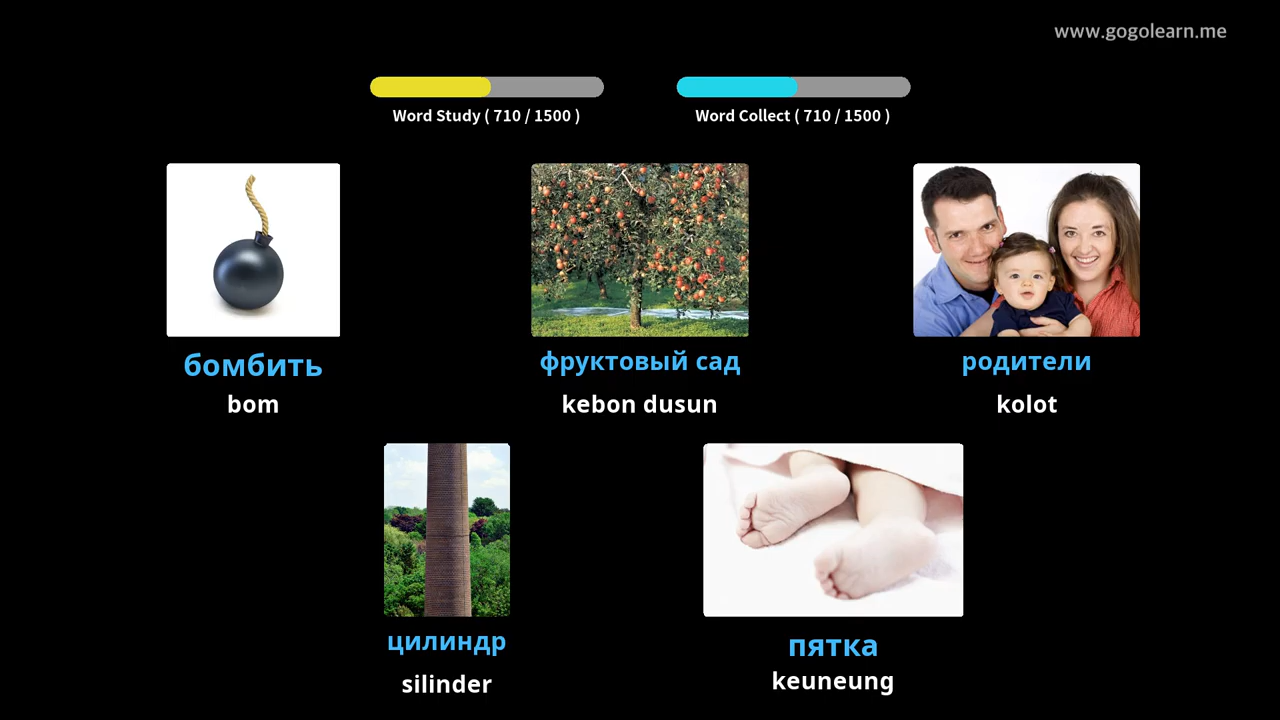 www.gogolearn.me
Word Study ( 710 / 1500 )
Word Collect ( 710 / 1500 )
бомбить
bom
фруктовый сад
kebon dusun
родители
kolot
цилиндр
silinder
пятка
keuneung